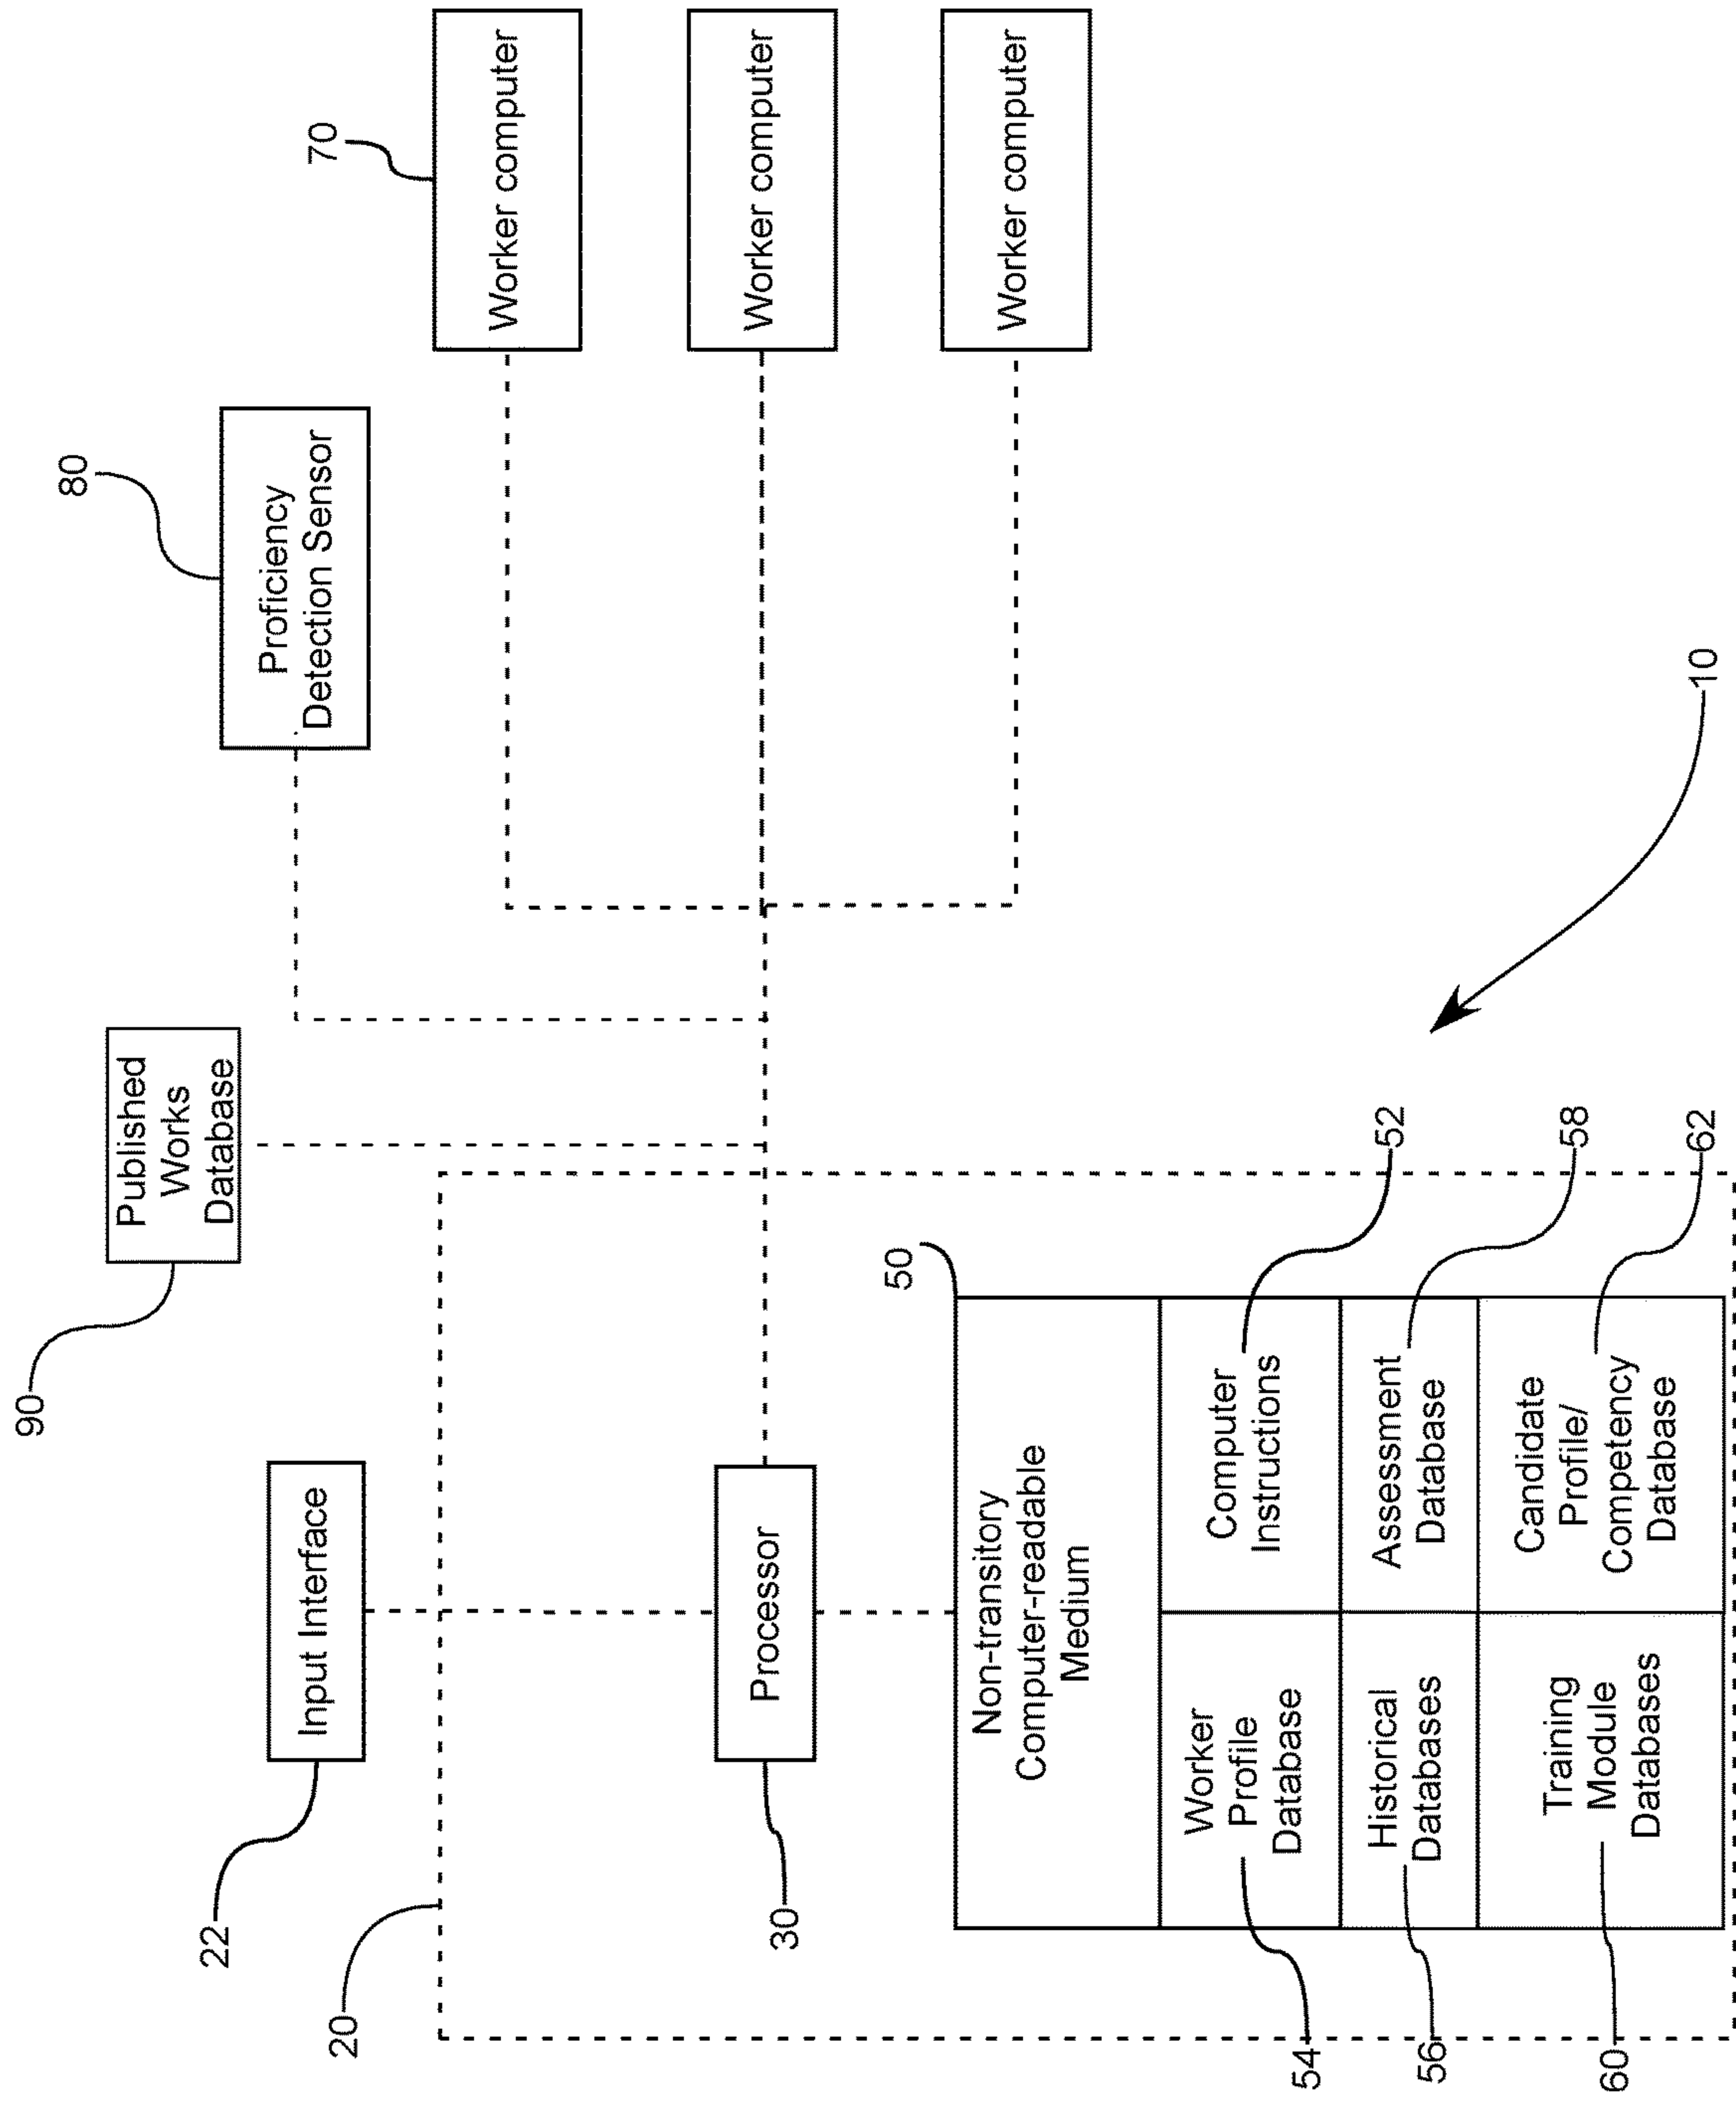 90
Published
Works
Database
80
Proficiency
Detection Sensor
22
Input Interface
70
Worker computer
20
Worker computer
30
Processor
Worker computer
50
Non-transitory
Computer-readable
Medium
54
Worker
Profile
Database
Computer
Instructions
52
56
Historical
Databases
Assessment
Database
58
60
Training
Module
Databases
Candidate
Profile/
Competency
Database
62
10